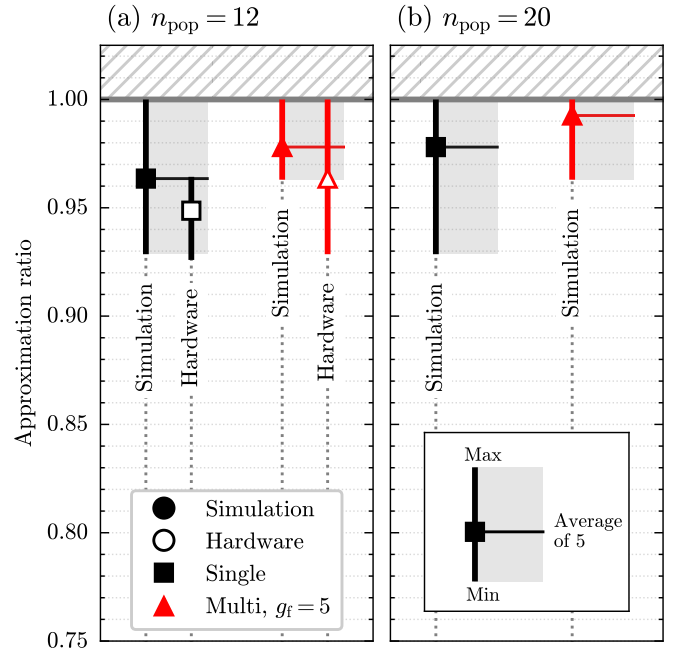 (a) n_pop = 12
(b) n_pop = 20
Approximation ratio
1.00
0.95
0.90
0.85
0.80
0.75
Simulation
Hardware
Simulation
Hardware
Simulation
Simulation
Simulation
Hardware
Single
Multi, g_f = 5
Max
Average
of 5
Min